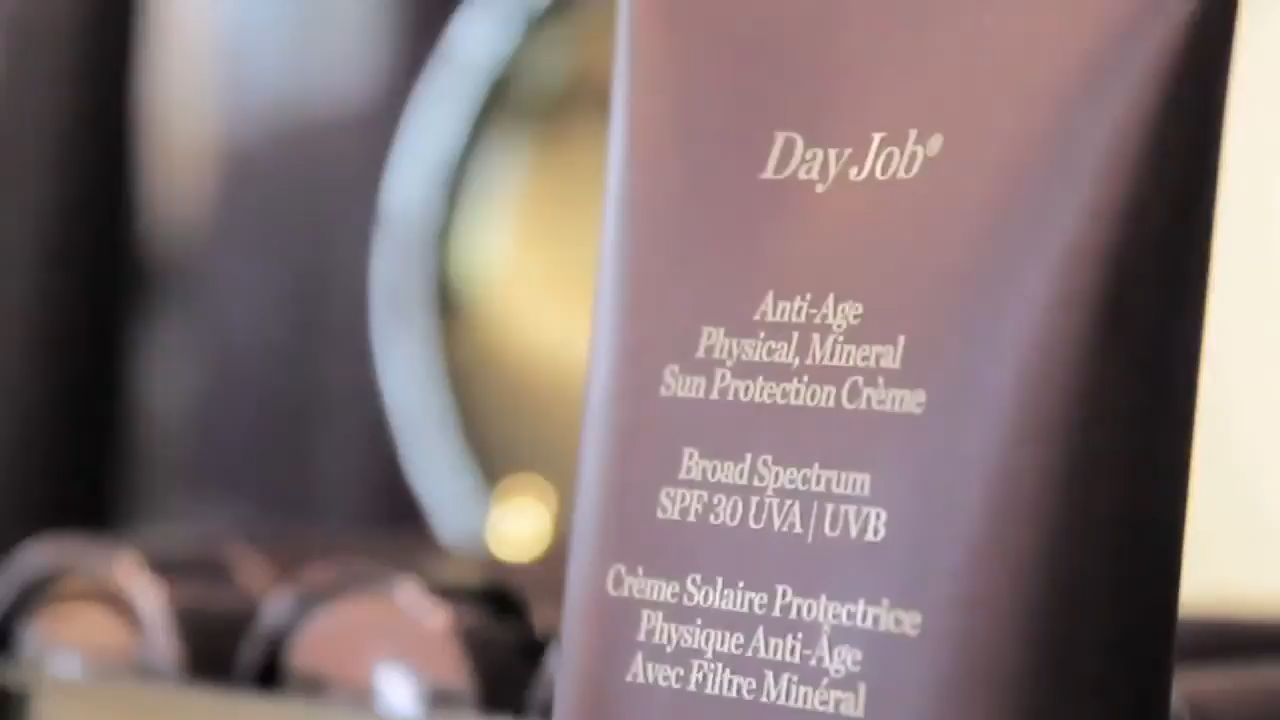 Day Job®
Anti-Age
Physical, Mineral
Sun Protection Crème
Broad Spectrum
SPF 30 UVA | UVB
Crème Solaire Protectrice
Physique Anti-Âge
Avec Filtre Minéral